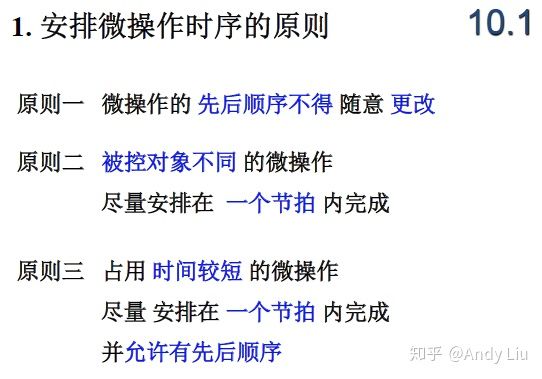 1. 安排微操作时序的原则
10.1
原则一 微操作的 先后顺序不得 随意 更改
原则二 被控对象不同 的微操作
尽量安排在 一个节拍 内完成
原则三 占用 时间较短 的微操作
尽量 安排在 一个节拍 内完成
并允许有先后顺序
知乎 @Andy Liu